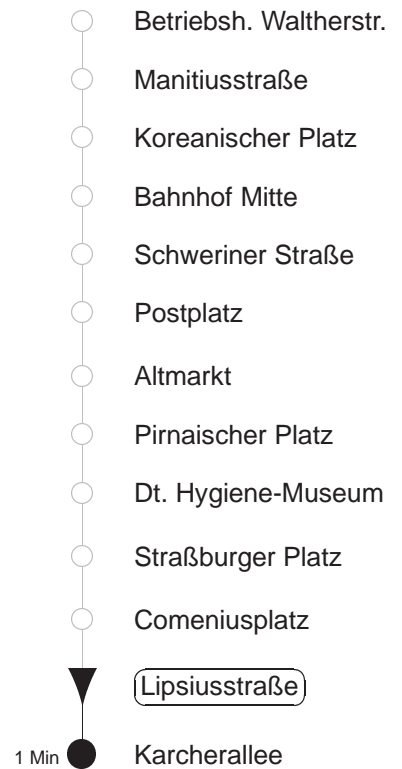 Betriebsh. Waltherstr.
Manitiusstraße
Koreanischer Platz
Bahnhof Mitte
Schweriner Straße
Postplatz
Altmarkt
Pirnaischer Platz
Dt. Hygiene-Museum
Straßburger Platz
Comeniusplatz
Lipsiusstraße
1 Min Karcherallee